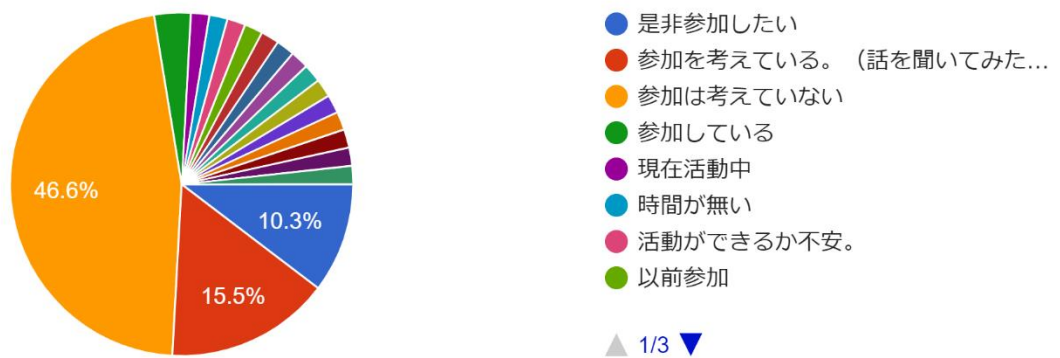 46.6%
10.3%
15.5%
是非参加したい
参加を考えている。（話を聞いてみた...
参加は考えていない
参加している
現在活動中
時間が無い
活動ができるか不安。
以前参加
1/3